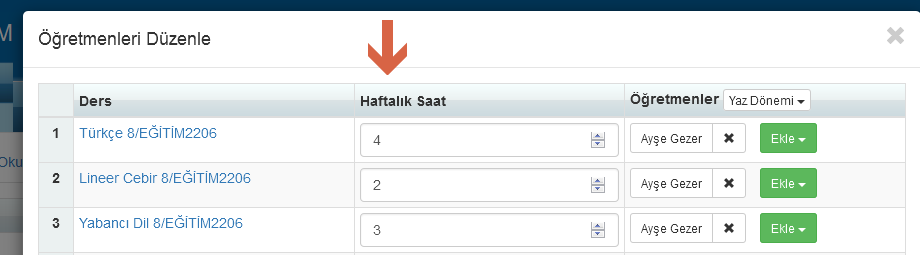 M
Öğretmenleri Düzenle
Ders Haftalık Saat Öğretmenler Yaz Dönemi
1 Türkçe 8/EĞİTİM2206 4 Ayşe Gezer Ekle
Oku
2 Lineer Cebir 8/EĞİTİM2206 2 Ayşe Gezer Ekle
3 Yabancı Dil 8/EĞİTİM2206 3 Ayşe Gezer Ekle